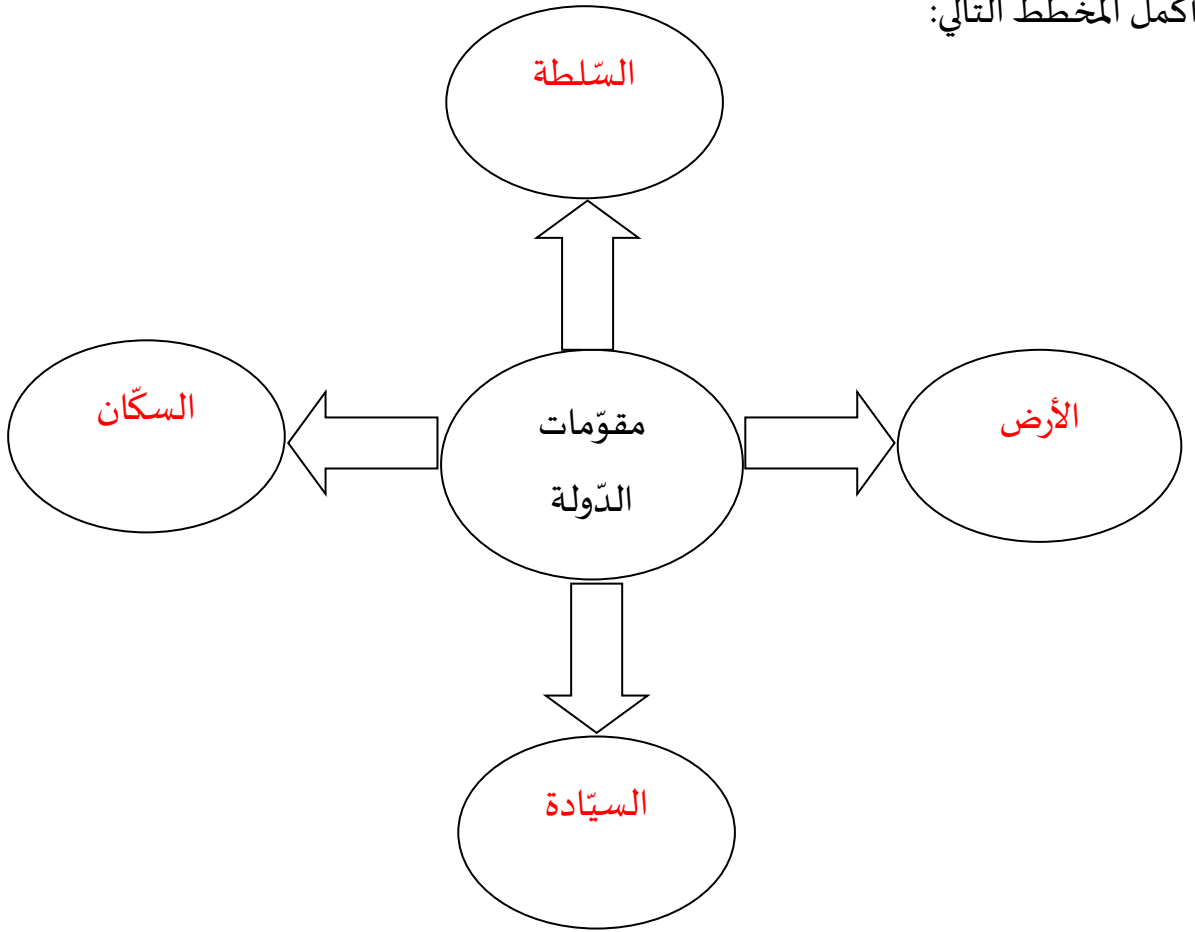 أكمل المخطط التالي:
السّلطة
الأرض
مقوّمات
الدّولة
السكّان
السيّادة